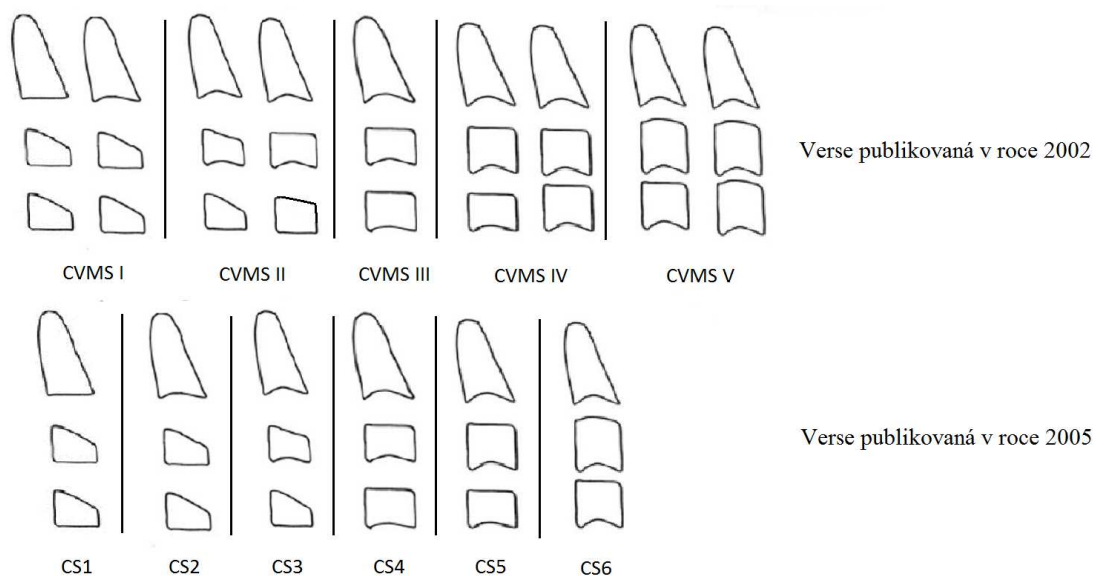 Verse publikovaná v roce 2002
CVMS I CVMS II CVMS III CVMS IV CVMS V
Verse publikovaná v roce 2005
CS1 CS2 CS3 CS4 CS5 CS6